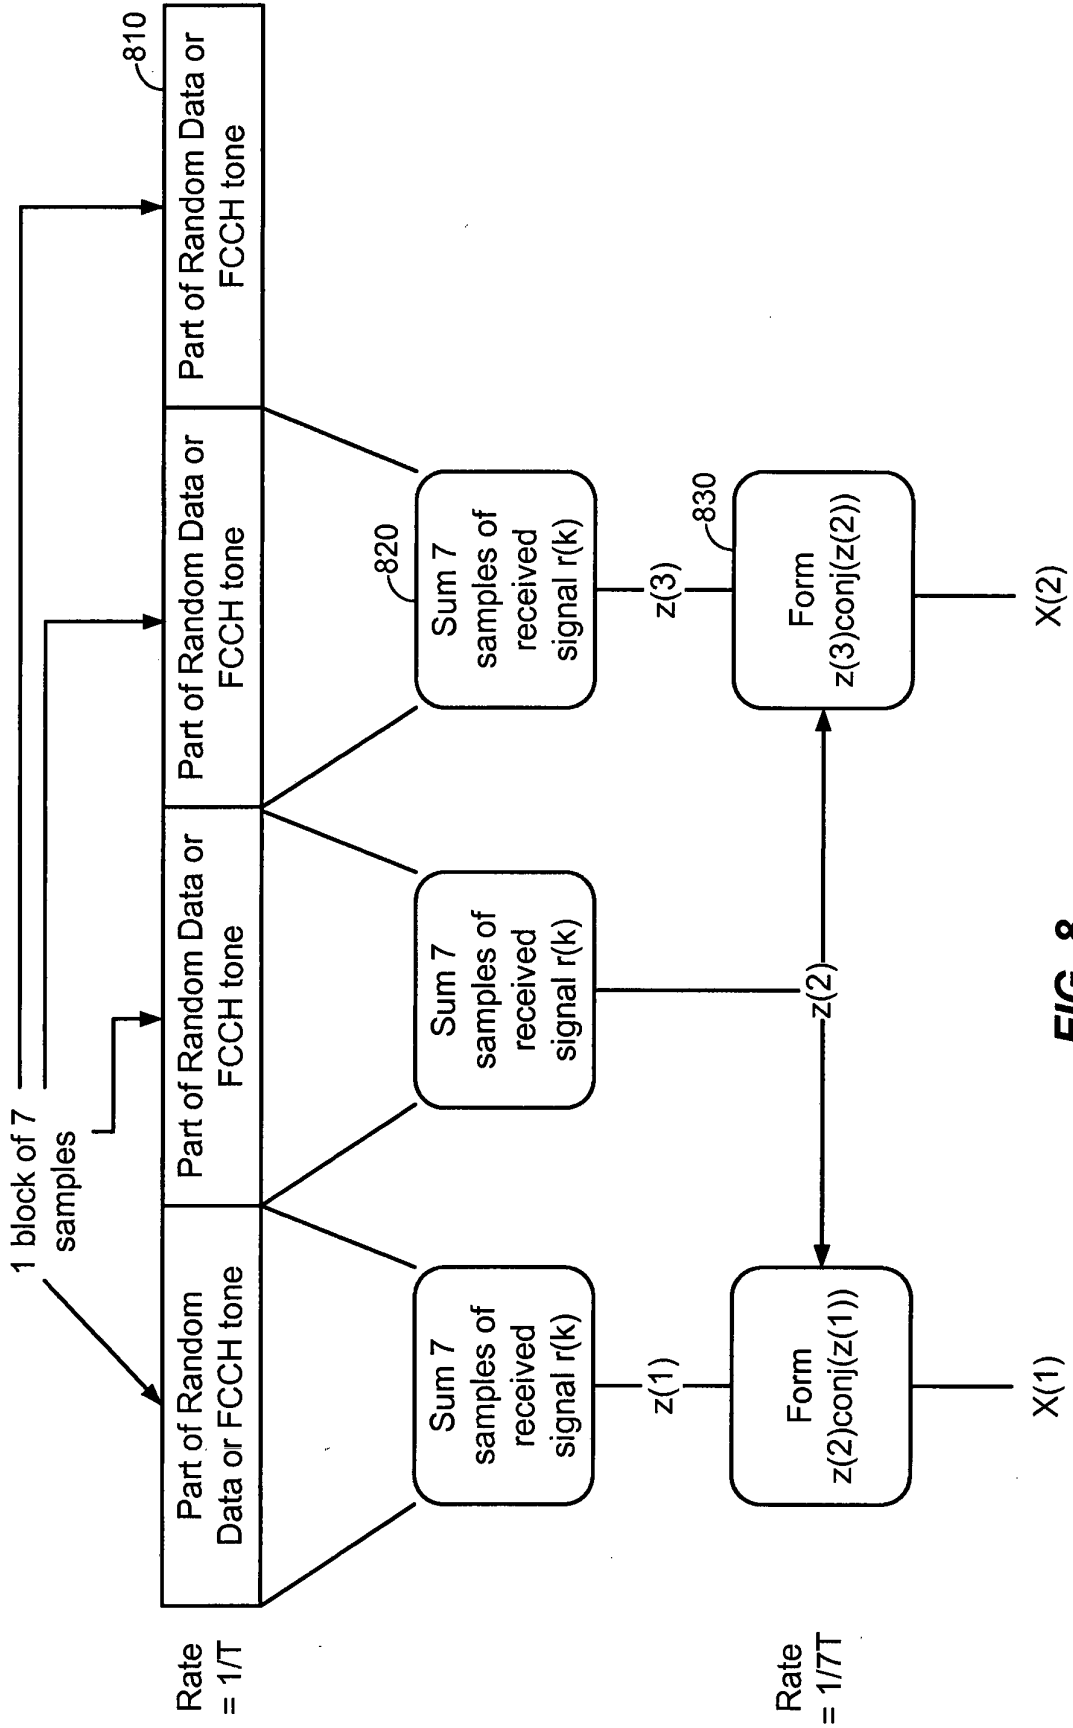 1 block of 7
samples
810
Rate
= 1/T
Part of Random
Data or FCCH tone
Part of Random Data or
FCCH tone
Part of Random Data or
FCCH tone
Part of Random Data or
FCCH tone
820
Sum 7
samples of
received
signal r(k)
Sum 7
samples of
received
signal r(k)
Sum 7
samples of
received
signal r(k)
z(1)
z(2)
z(3)
830
Rate
= 1/7T
Form
z(2)conj(z(1))
Form
z(3)conj(z(2))
X(1)
X(2)
FIG. 8